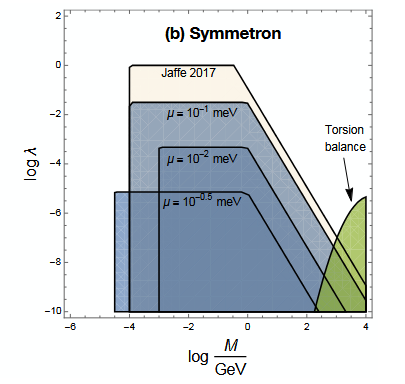 (b) Symmetron
2
0
−2
−4
−6
−8
−10
log λ
Jaffe 2017
μ = 10⁻¹ meV
μ = 10⁻² meV
μ = 10⁻⁰·⁵ meV
Torsion
balance
−6
−4
−2
0
2
4
log M/GeV